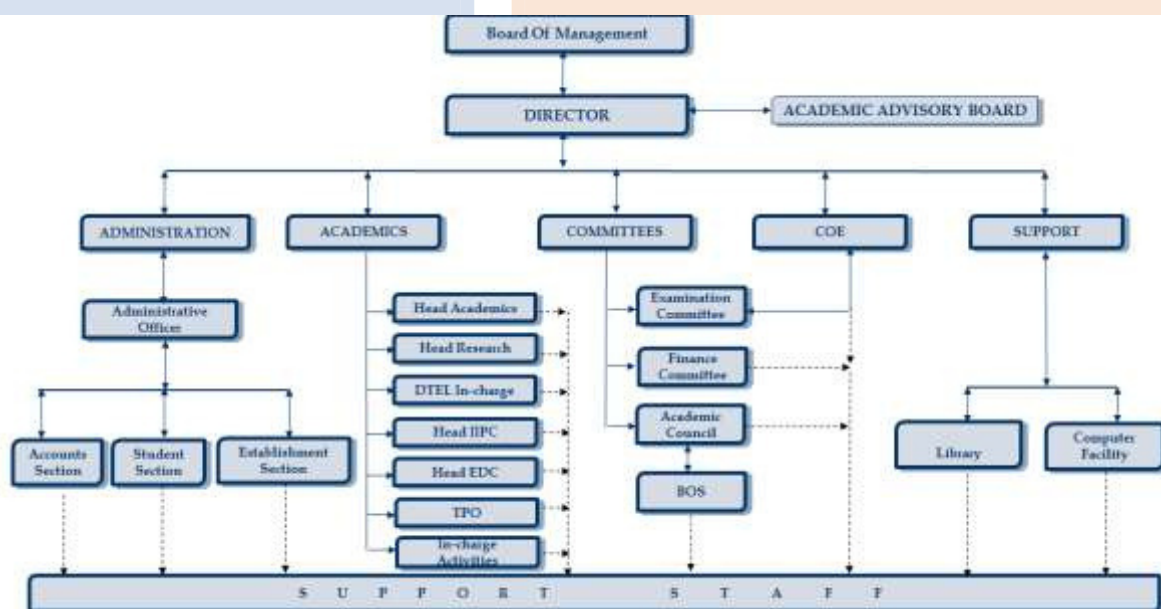 Board Of Management
DIRECTOR
ACADEMIC ADVISORY BOARD
ADMINISTRATION
ACADEMICS
COMMITTEES
COE
SUPPORT
Administrative
Officer
Head Academics
Head Research
DTEL In-charge
Head IIPC
Head EDC
TPO
In-charge
Activities
Examination
Committee
Finance
Committee
Academic
Council
BOS
Accounts
Section
Student
Section
Establishment
Section
Library
Computer
Facility
S U P P O R T S T A F F